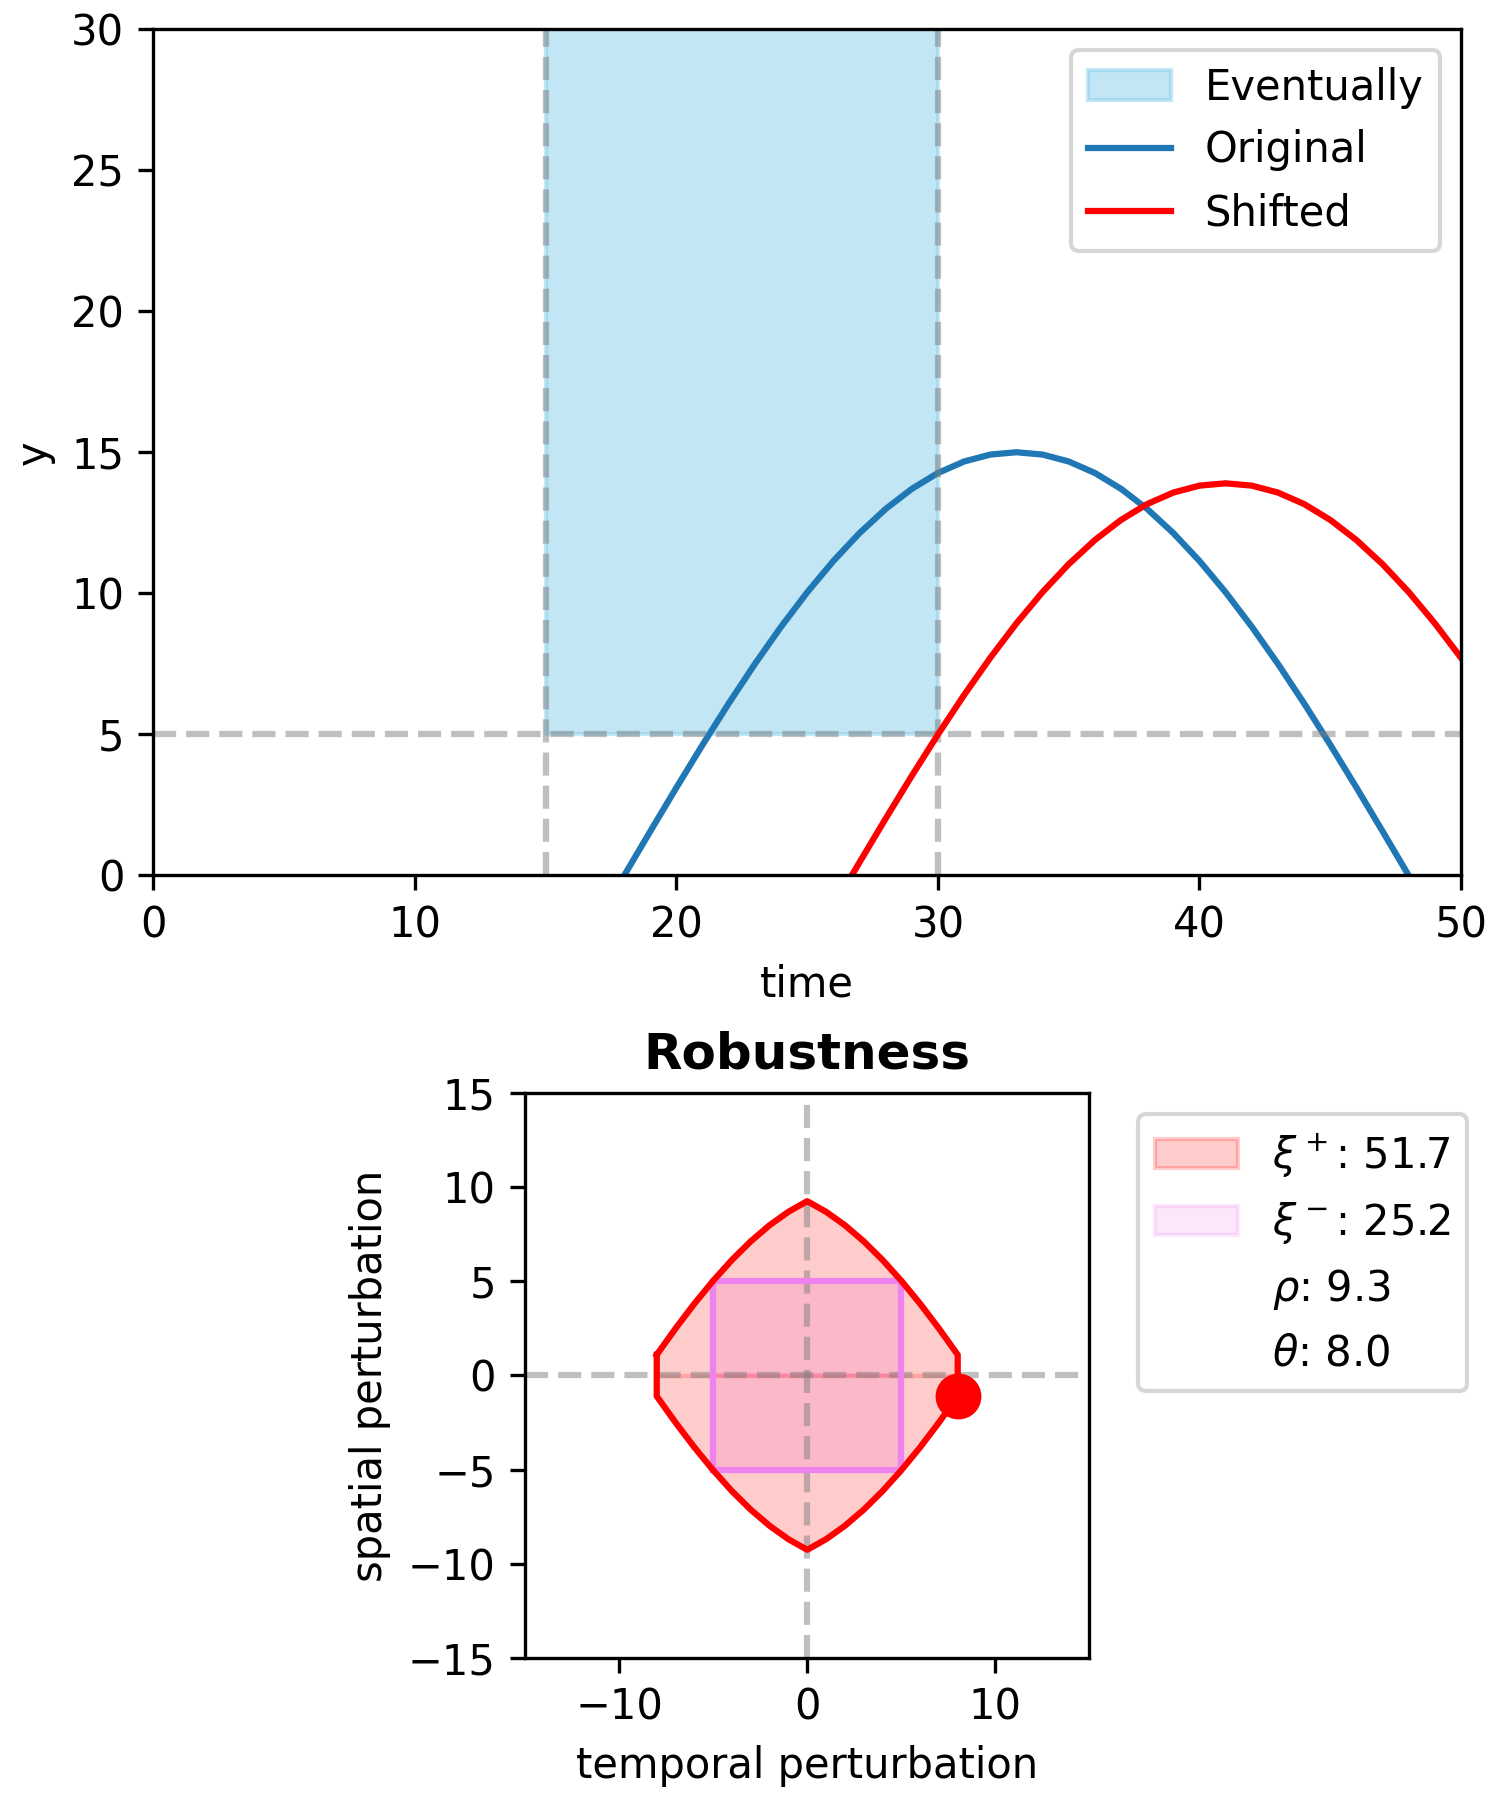 30
25
20
15
10
5
0
y
0 10 20 30 40 50
time
Eventually
Original
Shifted
Robustness
15
10
5
0
−5
−10
−15
spatial perturbation
−10 0 10
temporal perturbation
ξ⁺: 51.7
ξ⁻: 25.2
ρ: 9.3
θ: 8.0